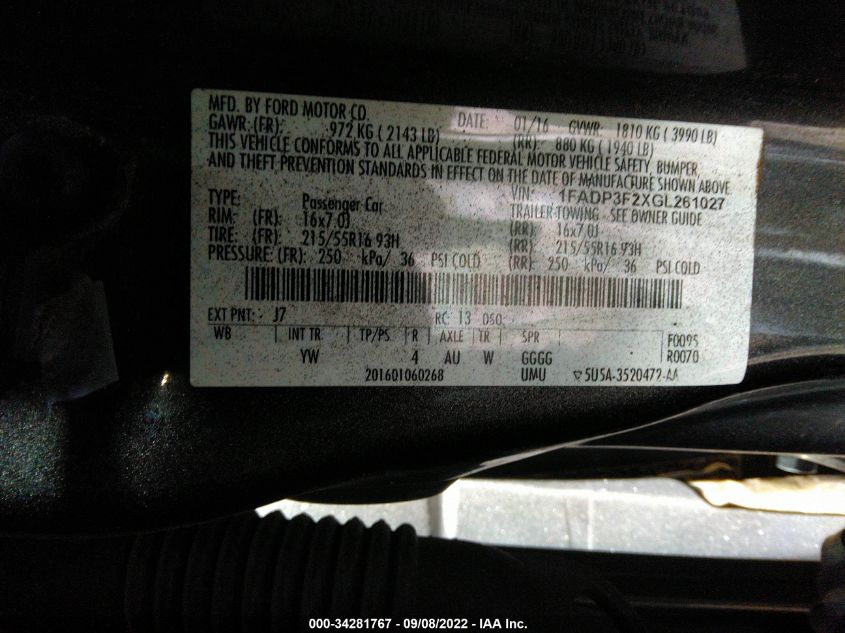 MFD. BY FORD MOTOR CO.
DATE: 01/16 GVWR: 1810 KG ( 3990 LB)
GAWR: (FR): 972 KG ( 2143 LB) (RR): 880 KG ( 1940 LB)
THIS VEHICLE CONFORMS TO ALL APPLICABLE FEDERAL MOTOR VEHICLE SAFETY, BUMPER,
AND THEFT PREVENTION STANDARDS IN EFFECT ON THE DATE OF MANUFACTURE SHOWN ABOVE.
VIN: 1FADP3F2XGL261027
TYPE: Passenger Car TRAILER TOWING - SEE OWNER GUIDE
RIM: (FR): 16x7.0J (RR): 16x7.0J
TIRE: (FR): 215/55R16 93H (RR): 215/55R16 93H
PRESSURE: (FR): 250 kPa/ 36 PSI COLD (RR): 250 kPa/ 36 PSI COLD
EXT PNT: J7 RC: 13 DSO:
WB INT TR TP/PS R AXLE TR SPR F0095
YW 4 AU W GGGG R0070
201601060268 UMU ▽5U5A-3520472-AA
000-34281767 - 09/08/2022 - IAA Inc.